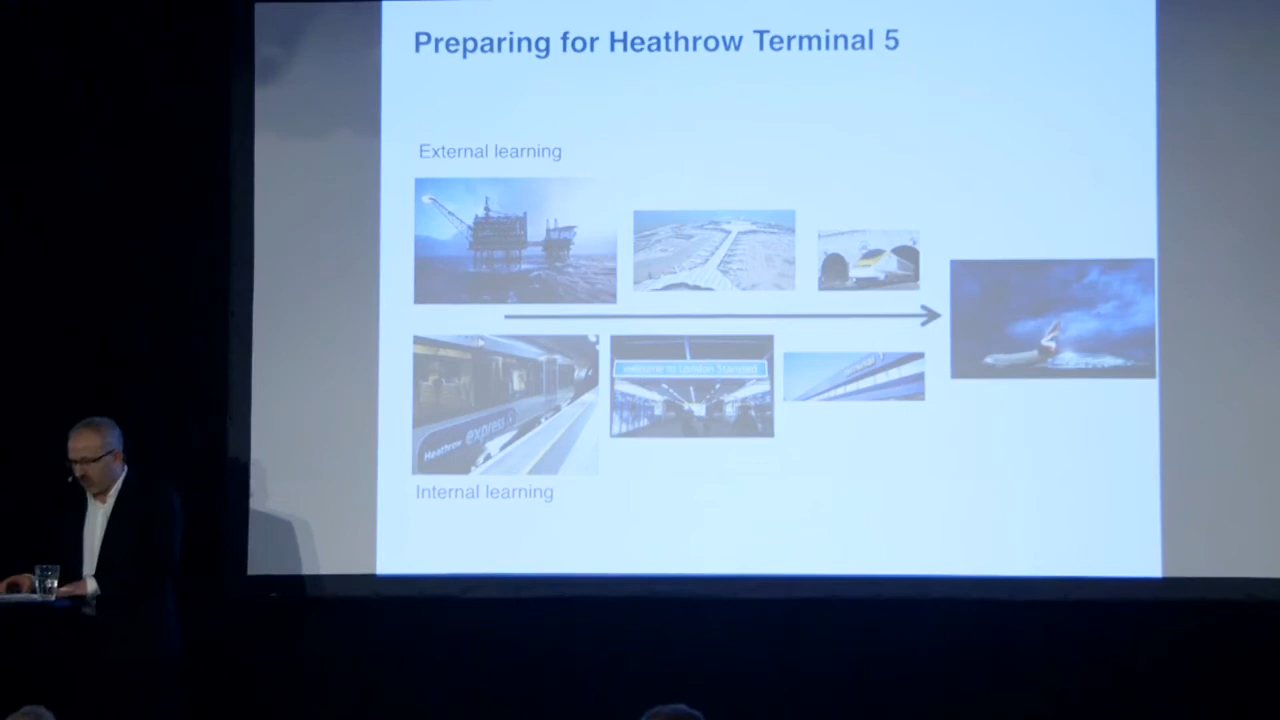 Preparing for Heathrow Terminal 5
External learning
welcome to London Stansted
Heathrow express
Internal learning